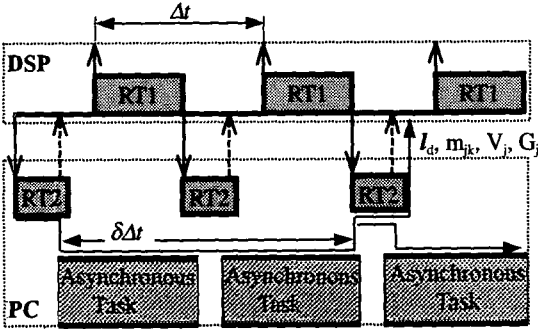 Δt
DSP
RT1 RT1 RT1
l_d, m_jk, V_j, G_j
RT2 RT2 RT2
δΔt
Asynchronous Asynchronous Asynchronous
Task Task Task
PC